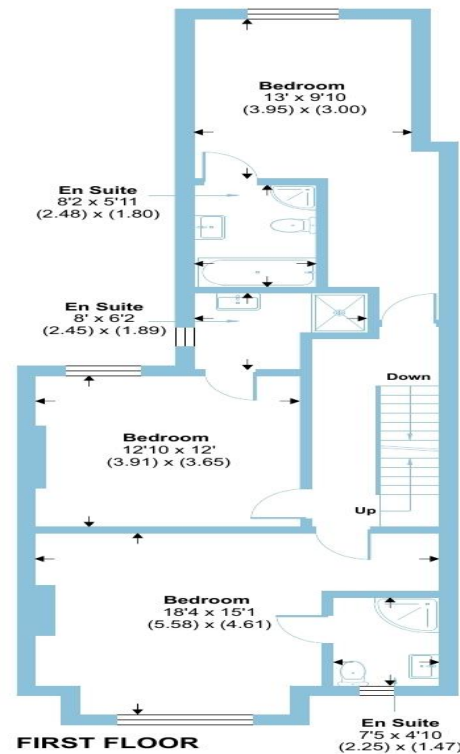 Bedroom
13' x 9'10
(3.95) x (3.00)
En Suite
8'2 x 5'11
(2.48) x (1.80)
En Suite
8' x 6'2
(2.45) x (1.89)
Down
Bedroom
12'10 x 12'
(3.91) x (3.65)
Up
Bedroom
18'4 x 15'1
(5.58) x (4.61)
En Suite
7'5 x 4'10
(2.25) x (1.47)
FIRST FLOOR